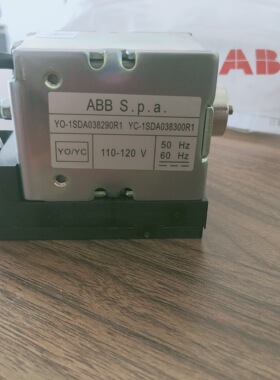 ABB
ABB S.p.a.
YO-1SDA038290R1 YC-1SDA038300R1
YO/YC
110-120 V
50 Hz
60 Hz